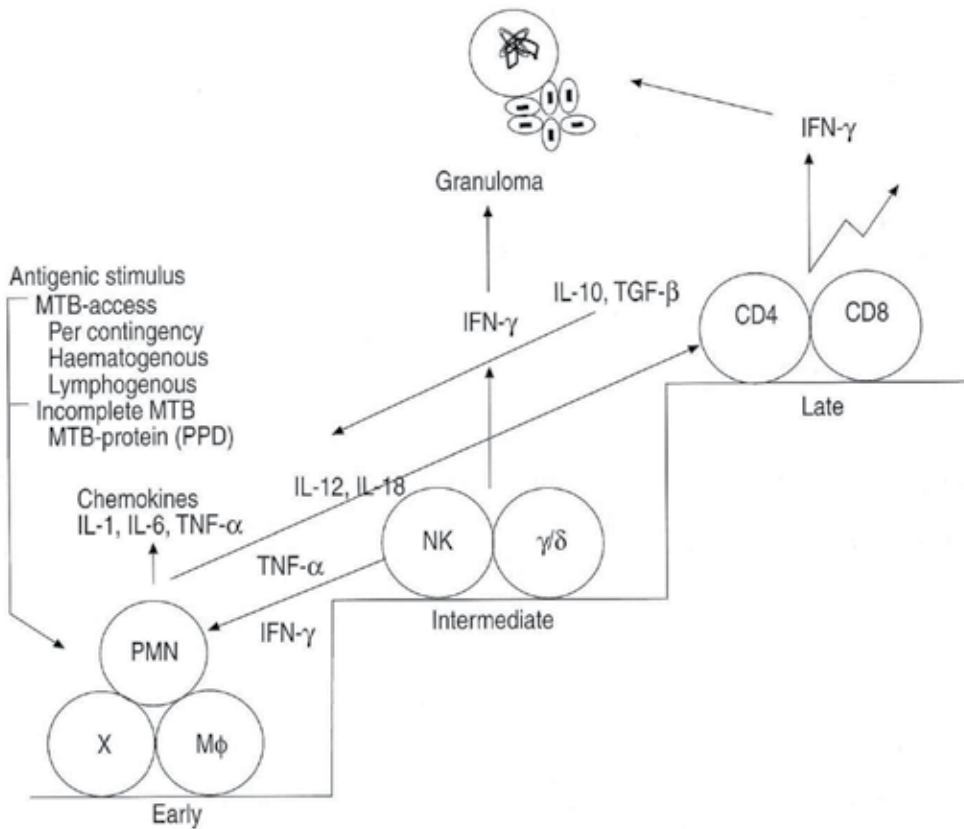 IFN-γ
Granuloma
Antigenic stimulus
MTB-access
Per contingency
Haematogenous
Lymphogenous
Incomplete MTB
MTB-protein (PPD)
IL-10, TGF-β
IFN-γ
CD4
CD8
Late
Chemokines
IL-1, IL-6, TNF-α
IL-12, IL-18
NK
γ/δ
TNF-α
IFN-γ
Intermediate
PMN
X
Mϕ
Early